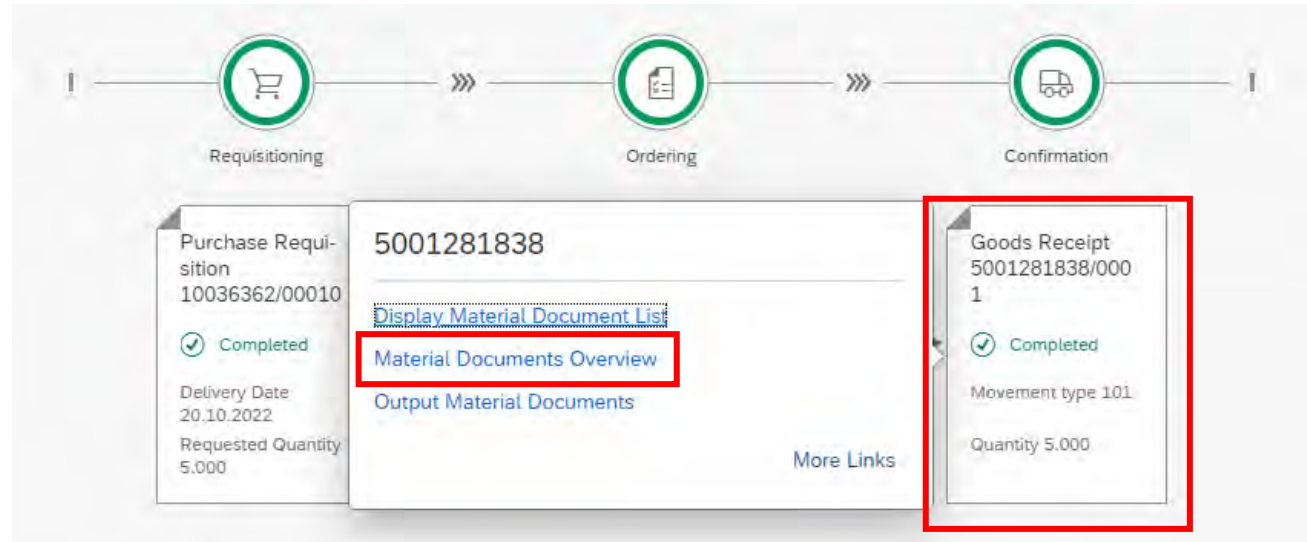 Requisitioning
Ordering
Confirmation
Purchase Requi-
sition
10036362/00010
Completed
Delivery Date
20.10.2022
Requested Quantity
5.000
5001281838
Display Material Document List
Material Documents Overview
Output Material Documents
More Links
Goods Receipt
5001281838/000
1
Completed
Movement type 101
Quantity 5.000